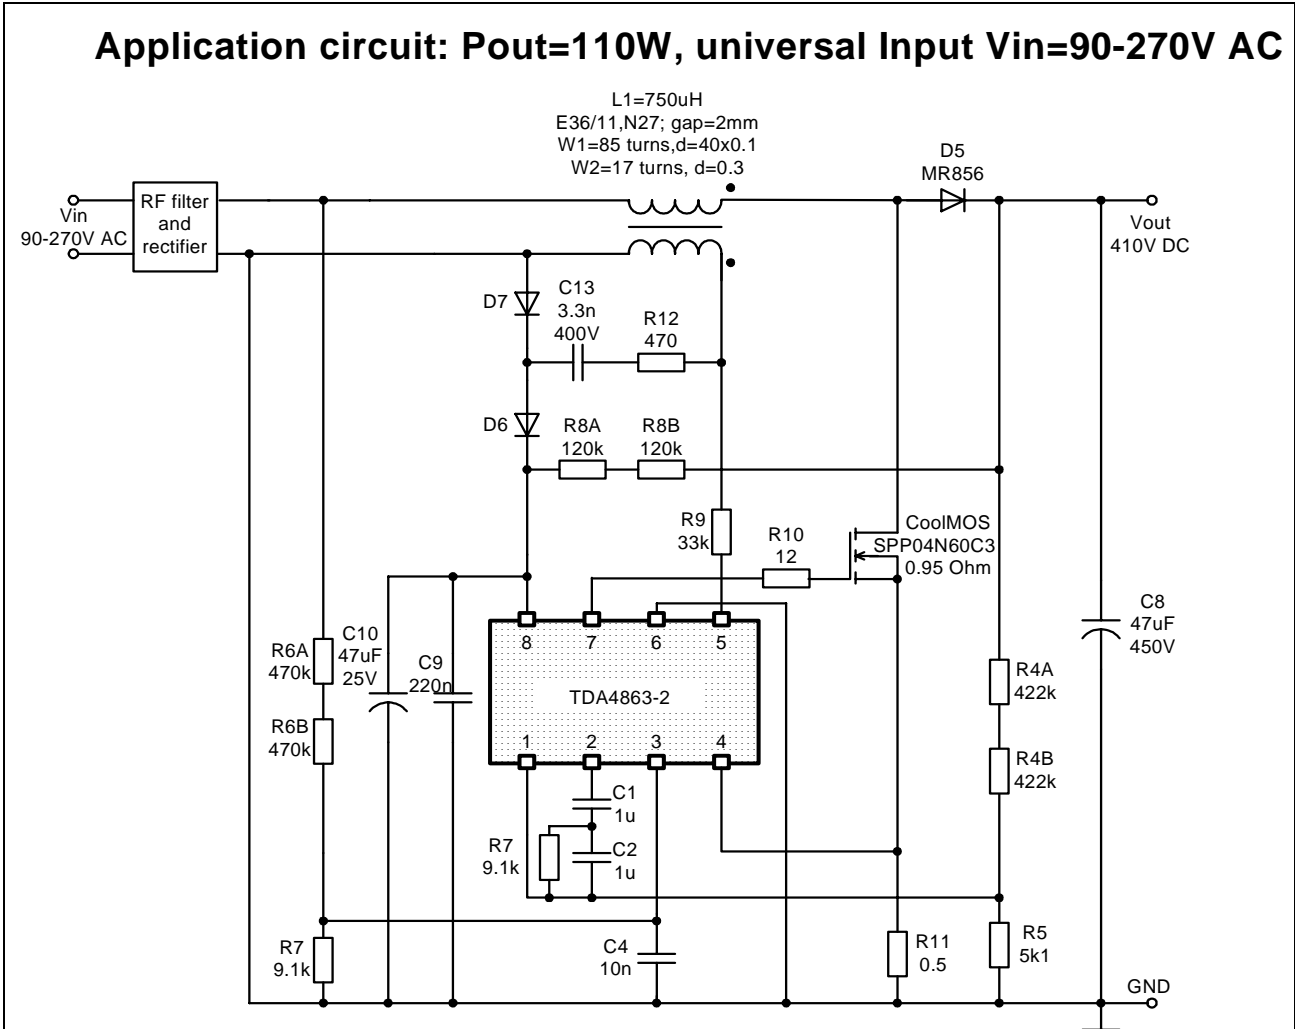 Application circuit: Pout=110W, universal Input Vin=90-270V AC
L1=750uH
E36/11,N27; gap=2mm
W1=85 turns,d=40x0.1
W2=17 turns, d=0.3
D5
MR856
RF filter
and
rectifier
Vin
90-270V AC
Vout
410V DC
D7
C13
3.3n
400V
R12
470
D6
R8A
120k
R8B
120k
R9
33k
R10
12
CoolMOS
SPP04N60C3
0.95 Ohm
C8
47uF
450V
8
7
6
5
R6A
470k
C10
47uF
25V
C9
220n
TDA4863-2
R4A
422k
R6B
470k
1
2
3
4
R4B
422k
C1
1u
R7
9.1k
C2
1u
R7
9.1k
C4
10n
R11
0.5
R5
5k1
GND